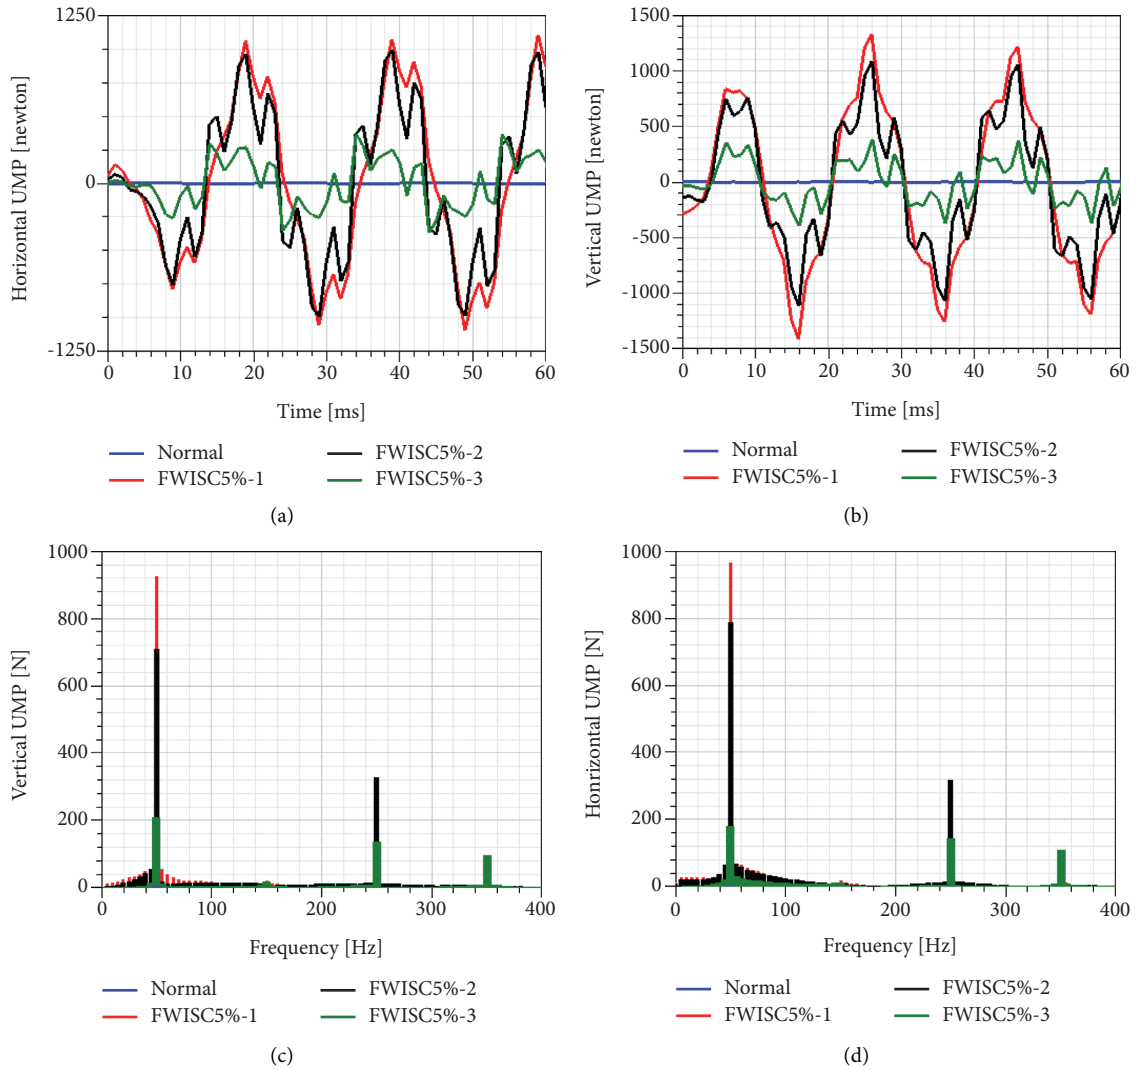 1250
0
-1250
Horizontal UMP [newton]
0 10 20 30 40 50 60
Time [ms]
Normal FWISC5%-2
FWISC5%-1 FWISC5%-3
(a)
1500
1000
500
0
-500
-1000
-1500
Vertical UMP [newton]
0 10 20 30 40 50 60
Time [ms]
Normal FWISC5%-2
FWISC5%-1 FWISC5%-3
(b)
1000
800
600
400
200
0
Vertical UMP [N]
0 100 200 300 400
Frequency [Hz]
Normal FWISC5%-2
FWISC5%-1 FWISC5%-3
(c)
1000
800
600
400
200
0
Honrizontal UMP [N]
0 100 200 300 400
Frequency [Hz]
Normal FWISC5%-2
FWISC5%-1 FWISC5%-3
(d)